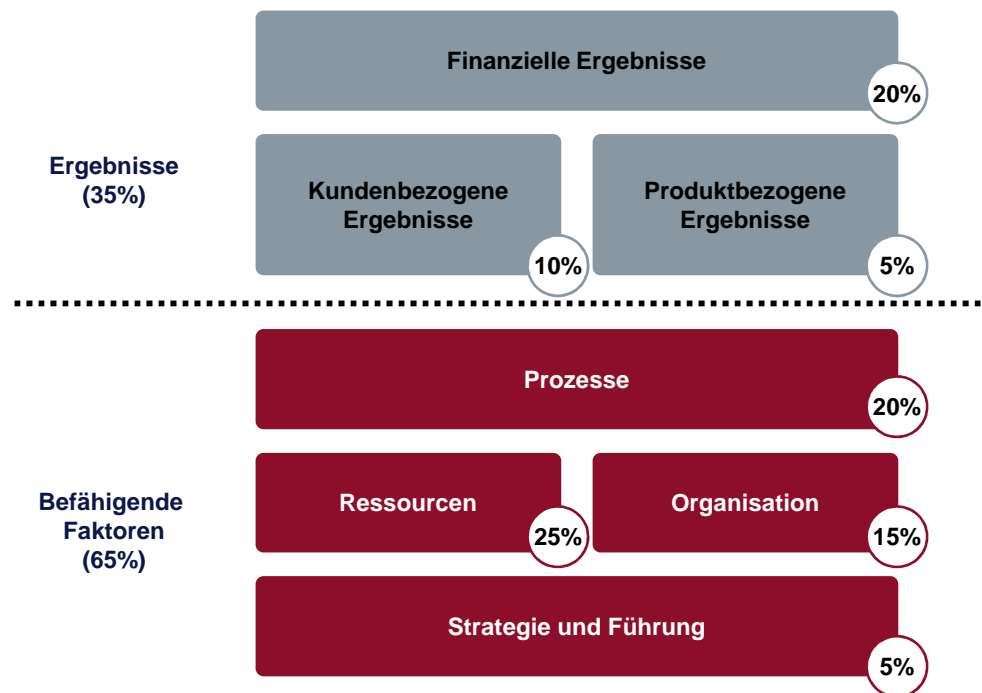 Finanzielle Ergebnisse
20%
Ergebnisse
(35%)
Kundenbezogene
Ergebnisse
10%
Produktbezogene
Ergebnisse
5%
Prozesse
20%
Befähigende
Faktoren
(65%)
Ressourcen
25%
Organisation
15%
Strategie und Führung
5%